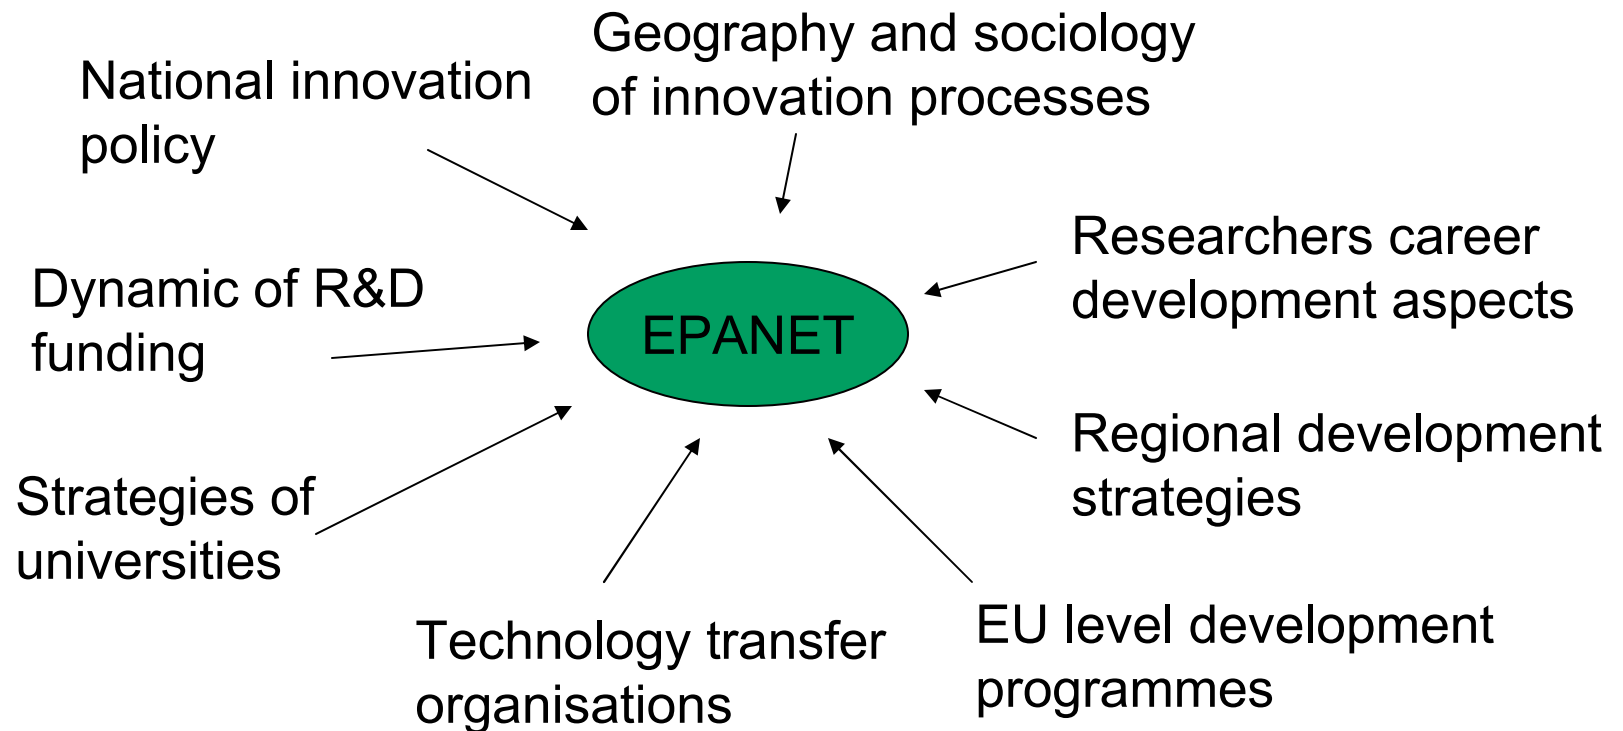 National innovation
policy
Geography and sociology
of innovation processes
Dynamic of R&D
funding
EPANET
Researchers career
development aspects
Strategies of
universities
Regional development
strategies
Technology transfer
organisations
EU level development
programmes